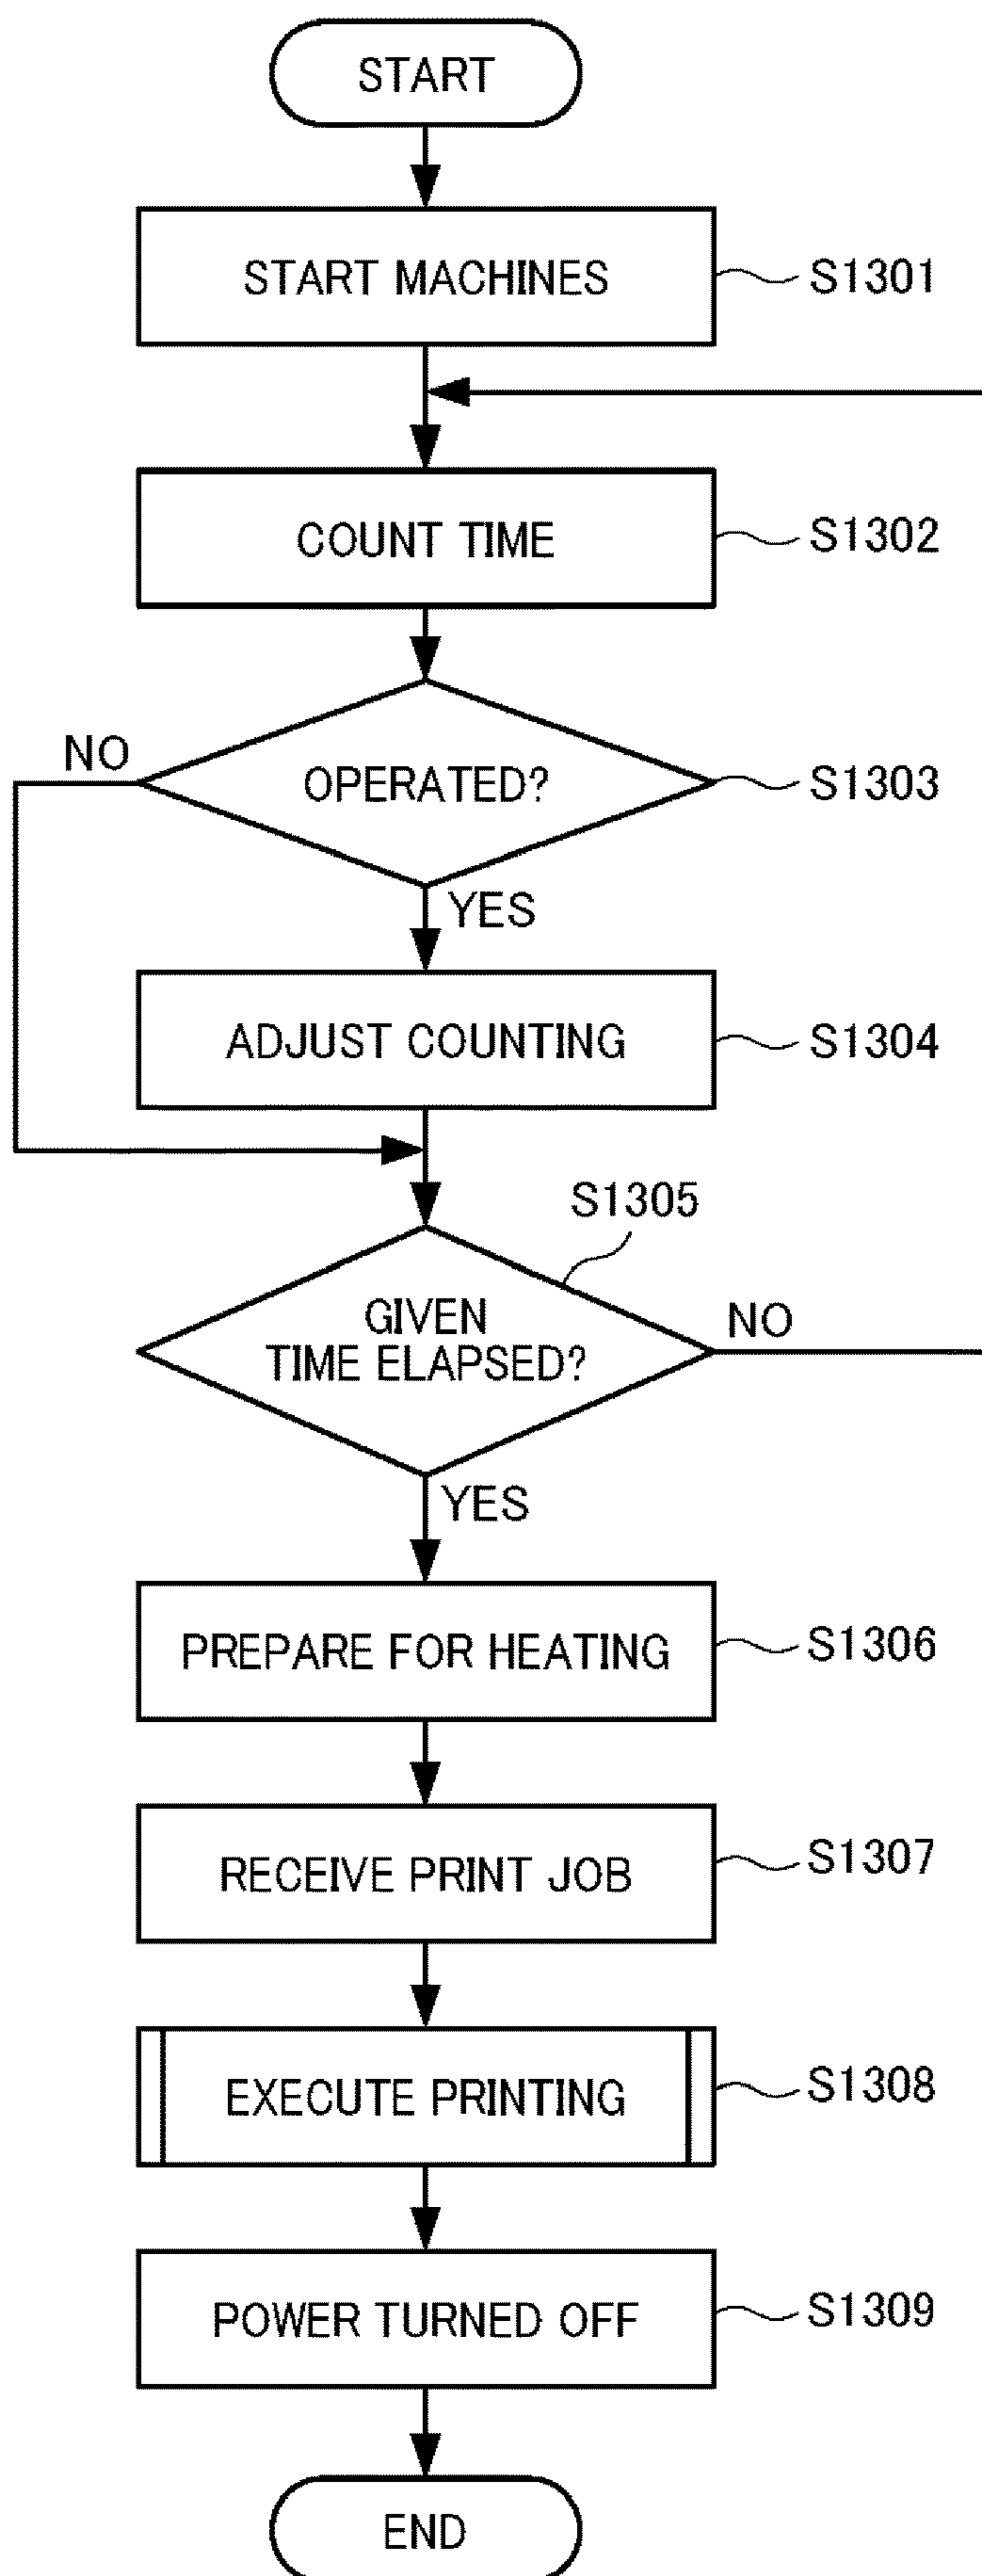 START
START MACHINES
S1301
COUNT TIME
S1302
NO
OPERATED?
S1303
YES
ADJUST COUNTING
S1304
S1305
GIVEN
TIME ELAPSED?
NO
YES
PREPARE FOR HEATING
S1306
RECEIVE PRINT JOB
S1307
EXECUTE PRINTING
S1308
POWER TURNED OFF
S1309
END